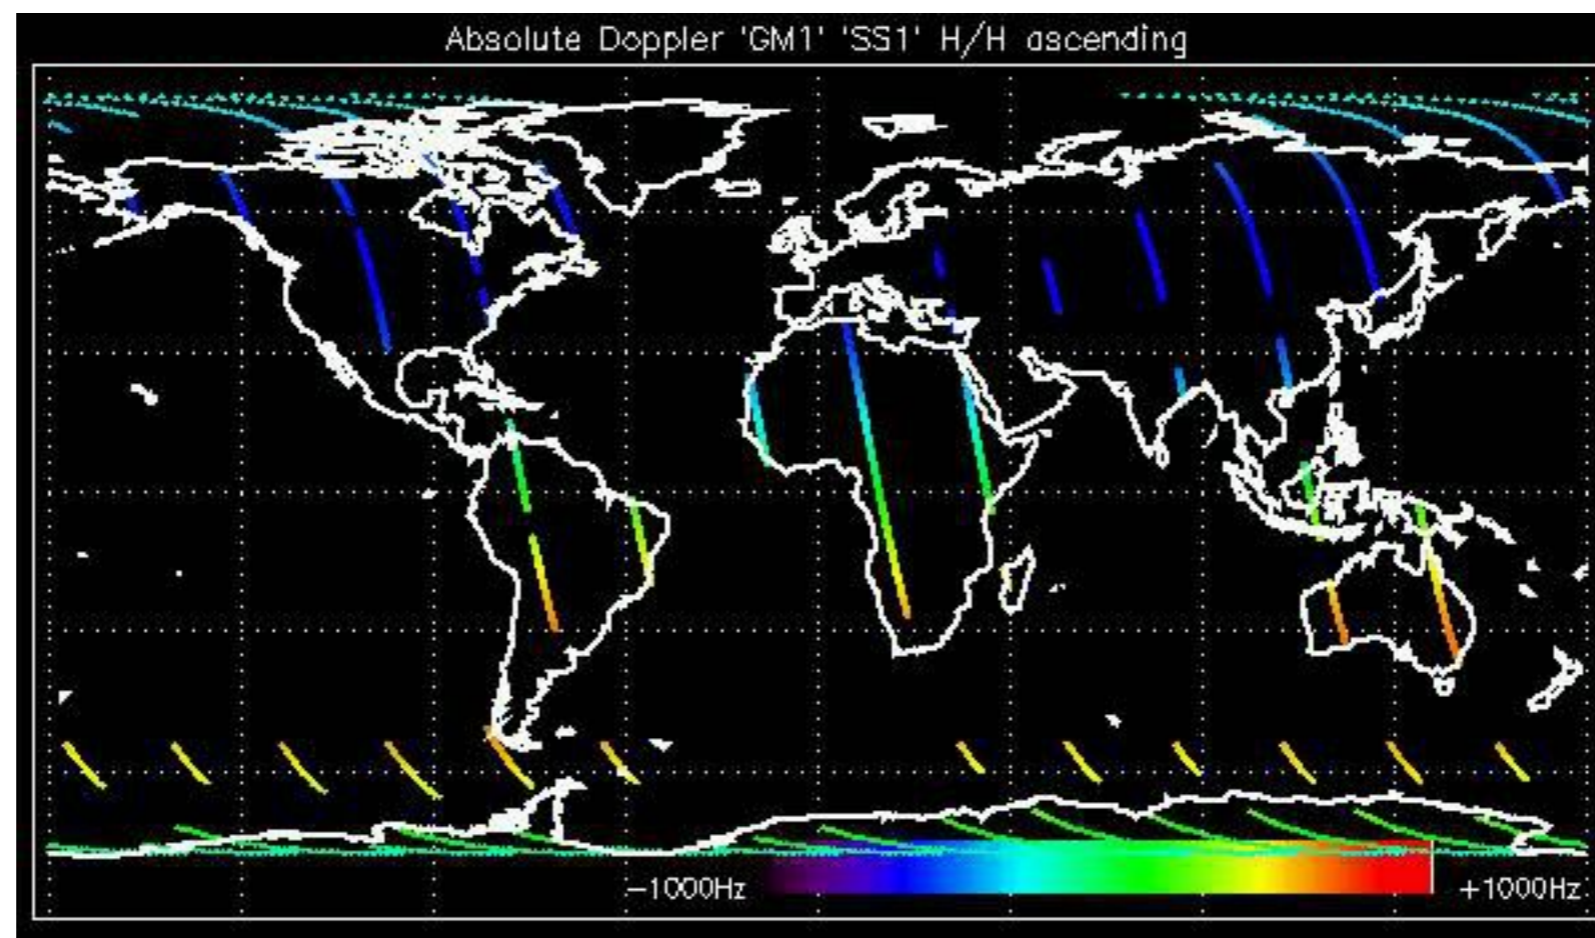 Absolute Doppler 'GM1' 'SS1' H/H ascending
−1000Hz
+1000Hz